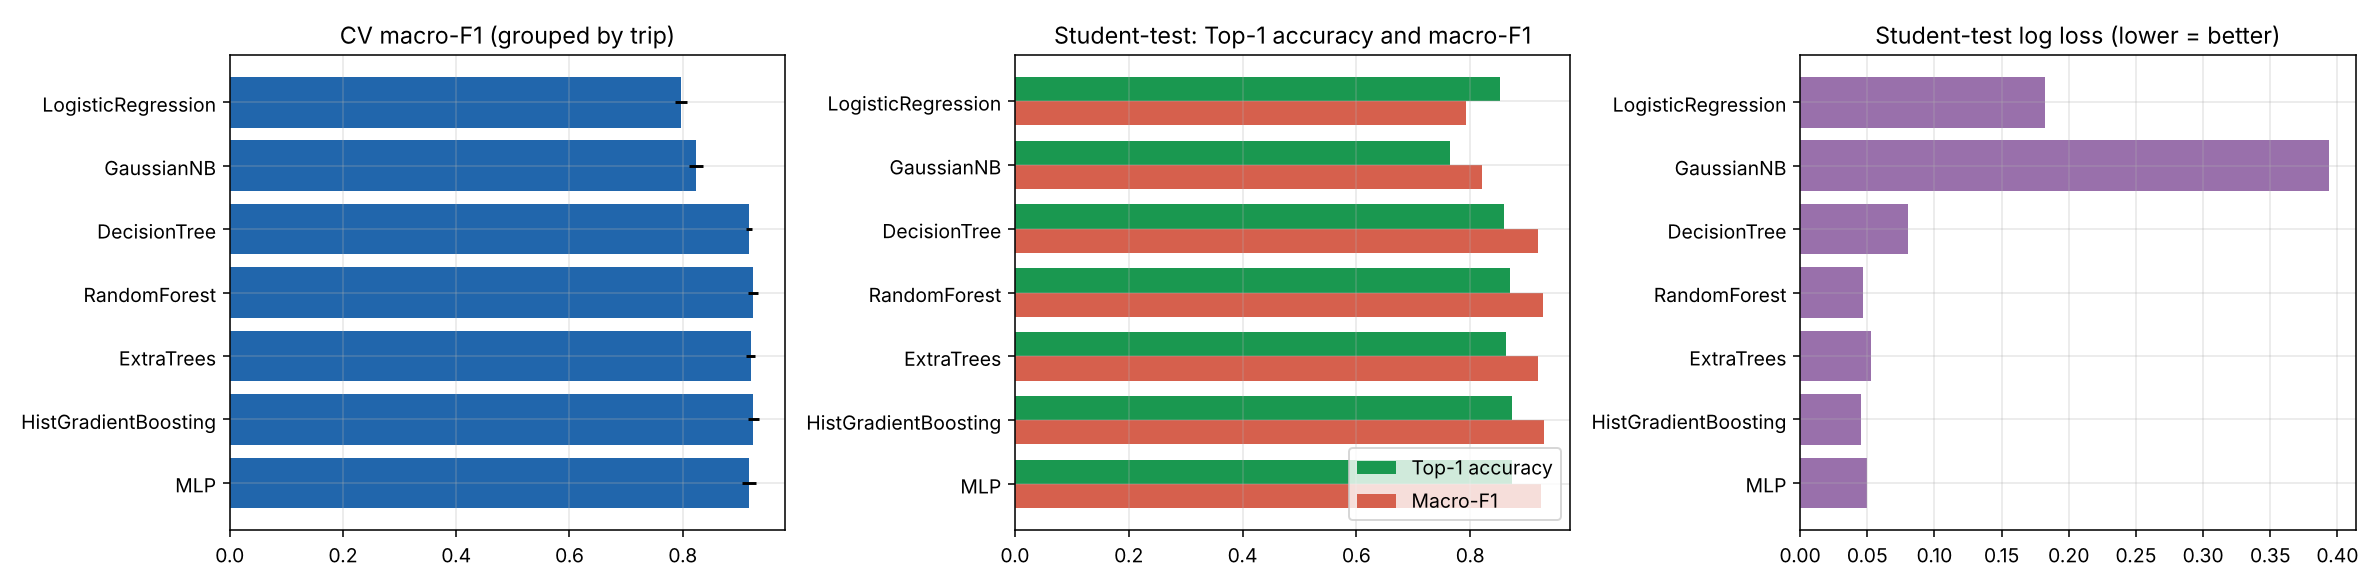 CV macro-F1 (grouped by trip)
LogisticRegression
GaussianNB
DecisionTree
RandomForest
ExtraTrees
HistGradientBoosting
MLP
0.0 0.2 0.4 0.6 0.8
Student-test: Top-1 accuracy and macro-F1
LogisticRegression
GaussianNB
DecisionTree
RandomForest
ExtraTrees
HistGradientBoosting
MLP
Top-1 accuracy
Macro-F1
0.0 0.2 0.4 0.6 0.8
Student-test log loss (lower = better)
LogisticRegression
GaussianNB
DecisionTree
RandomForest
ExtraTrees
HistGradientBoosting
MLP
0.00 0.05 0.10 0.15 0.20 0.25 0.30 0.35 0.40